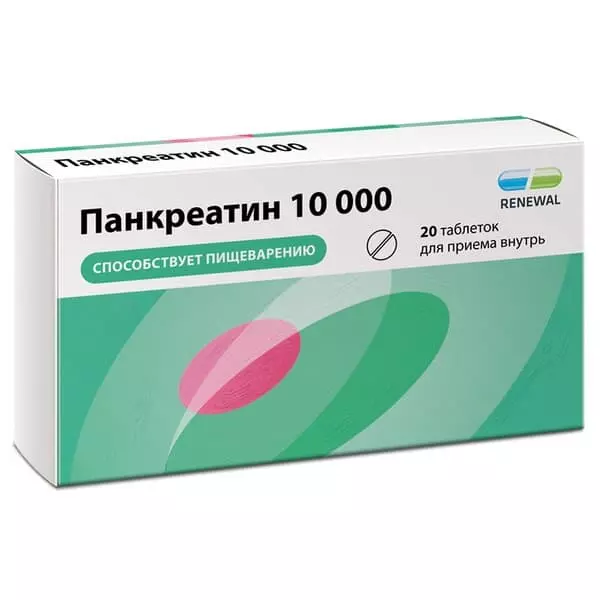 Панкреатин 10 000
Панкреатин 10 000
СПОСОБСТВУЕТ ПИЩЕВАРЕНИЮ
RENEWAL
20 таблеток
для приема внутрь